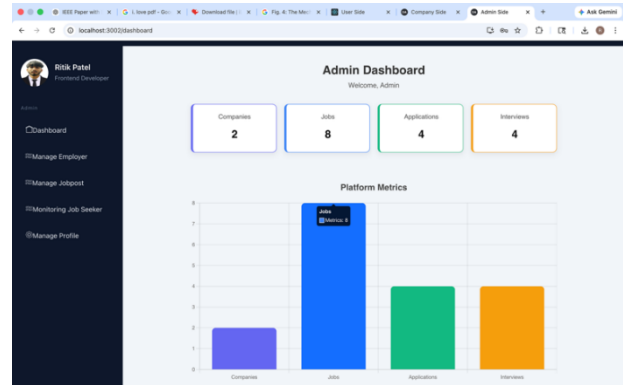 IEEE Paper with
i. love pdf - Goo
Download file |
Fig. 4: The Mec
User Side
Company Side
Admin Side
Ask Gemini
localhost:3002/dashboard
Ritik Patel
Frontend Developer
Admin
Dashboard
Manage Employer
Manage Jobpost
Monitoring Job Seeker
Manage Profile
Admin Dashboard
Welcome, Admin
Companies
2
Jobs
8
Applications
4
Interviews
4
Platform Metrics
8
7
6
5
4
3
2
1
0
Jobs
Metrics: 8
Companies
Jobs
Applications
Interviews